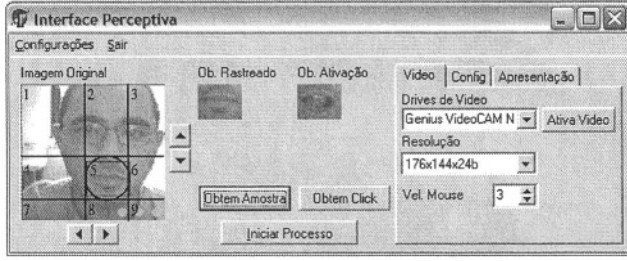 Interface Perceptiva
Configurações Sair
Imagem Original
1 2 3
4 5 6
7 8 9
Ob. Rastreado
Ob. Ativação
Obtem Amostra
Obtem Click
Iniciar Processo
Video Config Apresentação
Drives de Video
Genius VideoCAM N
Ativa Video
Resolução
176x144x24b
Vel. Mouse 3